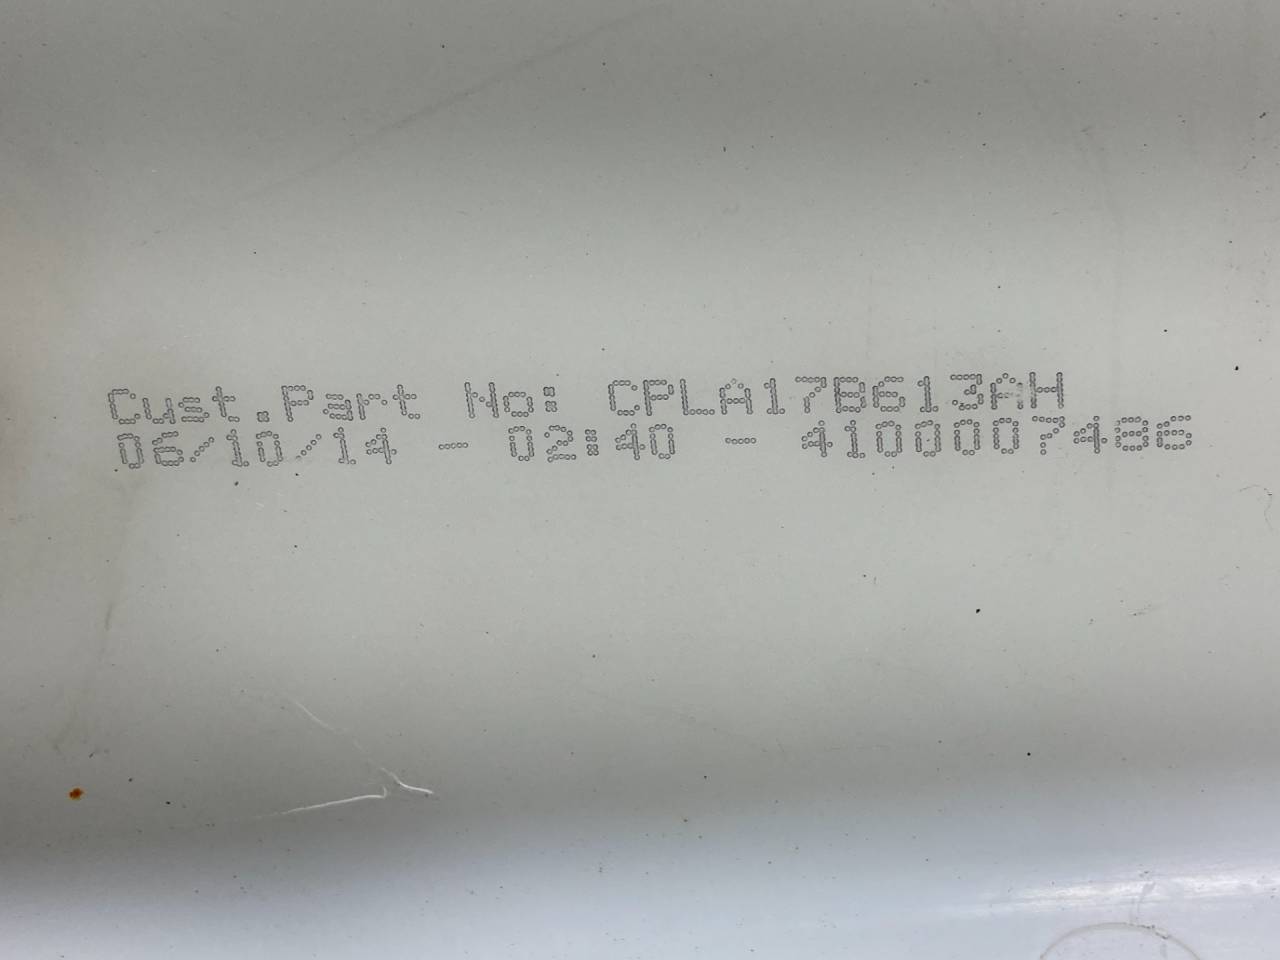 Cust.Part No: CPLA17B613AH
06/10/14 - 02:40 - 4100007486